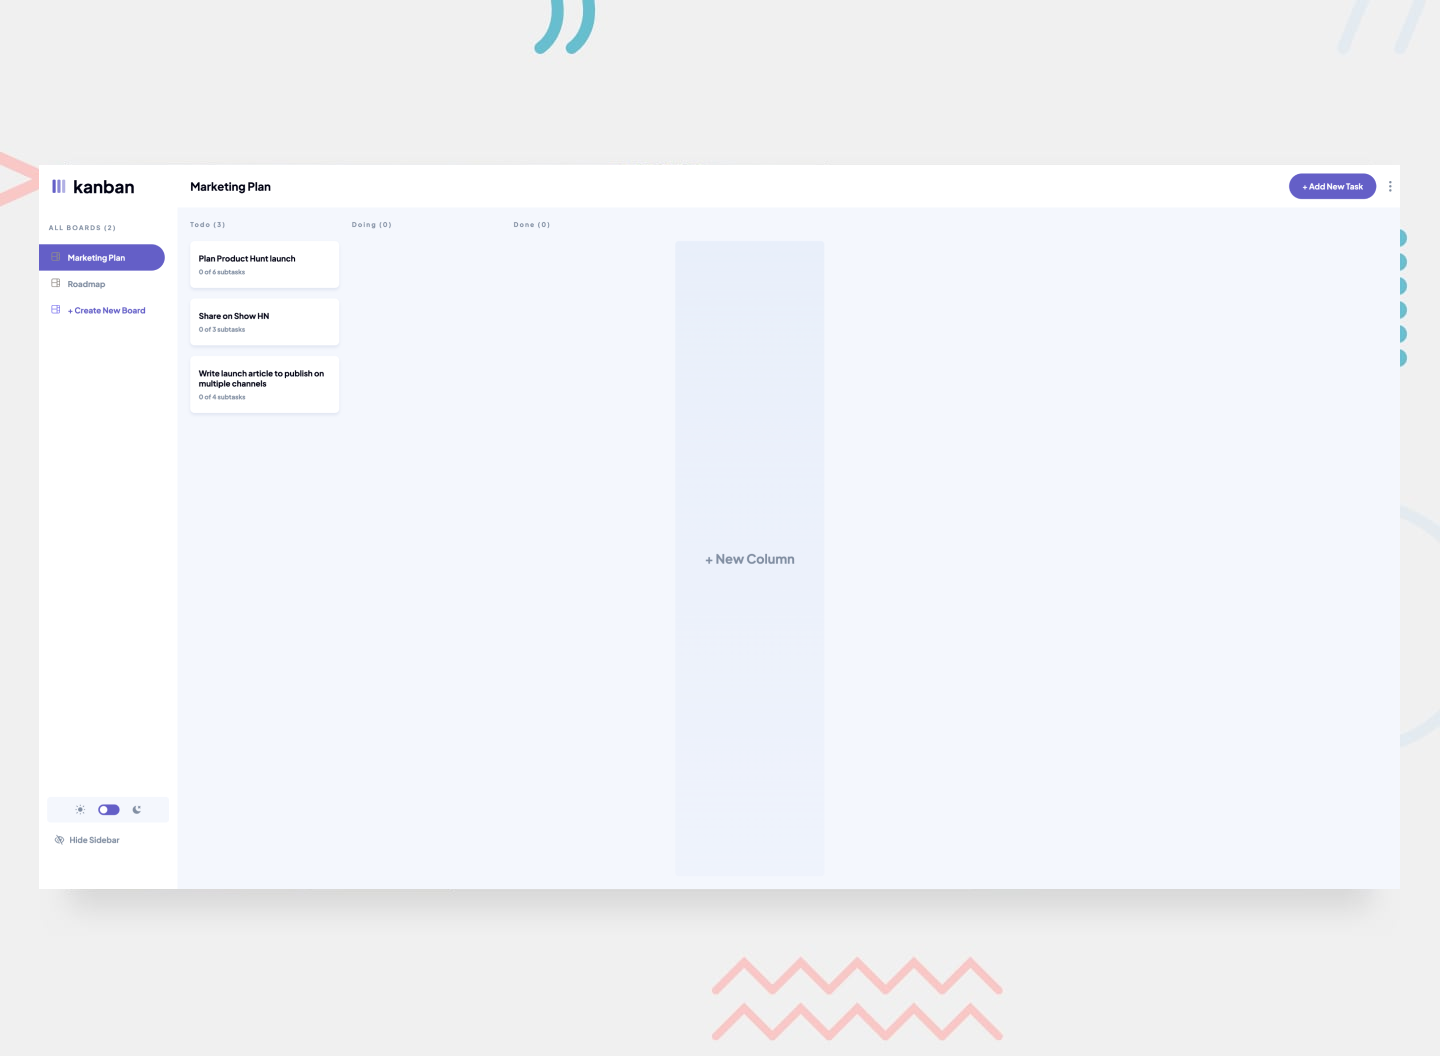 kanban
Marketing Plan
+ Add New Task
ALL BOARDS (2)
Marketing Plan
Roadmap
+ Create New Board
Todo (3)
Doing (0)
Done (0)
Plan Product Hunt launch
0 of 6 subtasks
Share on Show HN
0 of 3 subtasks
Write launch article to publish on
multiple channels
0 of 4 subtasks
+ New Column
Hide Sidebar